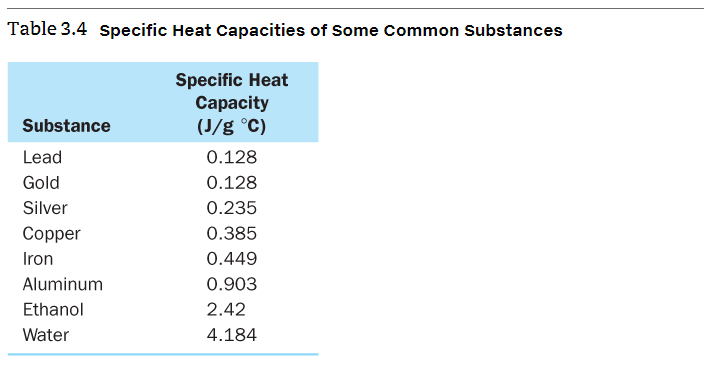 Table 3.4 Specific Heat Capacities of Some Common Substances
Specific Heat
Capacity
Substance (J/g °C)
Lead 0.128
Gold 0.128
Silver 0.235
Copper 0.385
Iron 0.449
Aluminum 0.903
Ethanol 2.42
Water 4.184